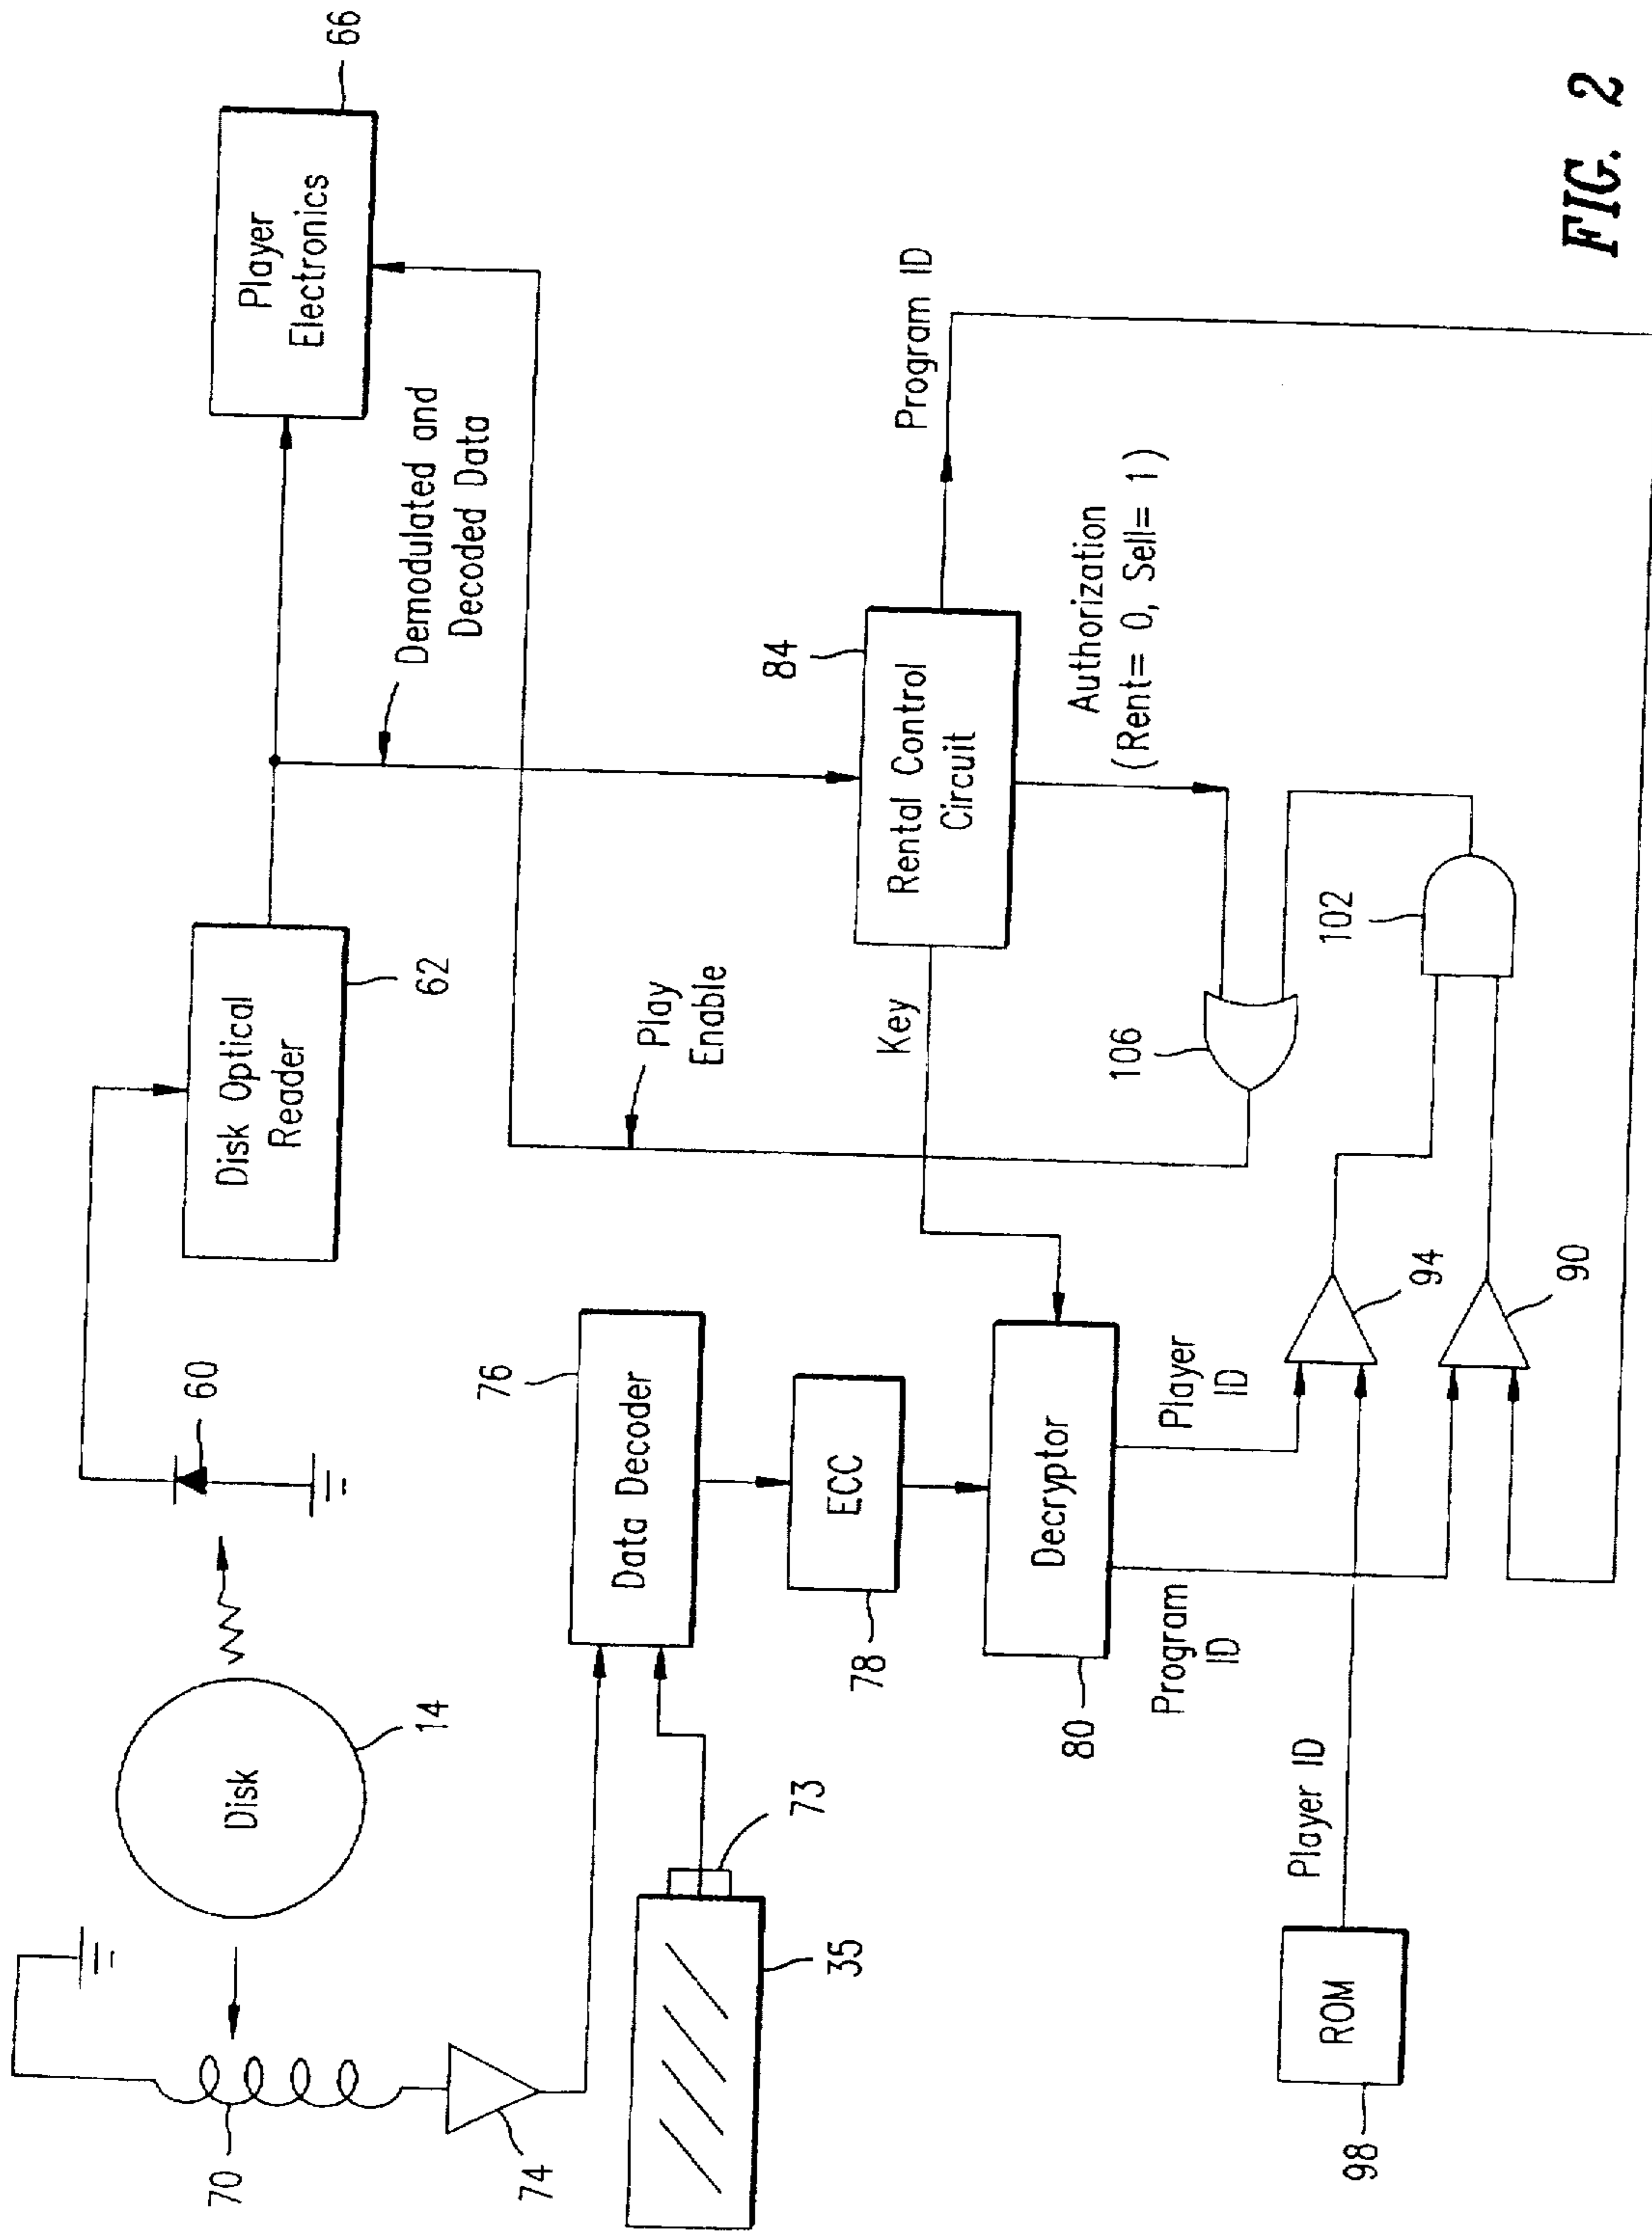 Disk
14
60
70
74
Disk Optical
Reader
62
Player
Electronics
66
Demodulated and
Decoded Data
Play
Enable
Data Decoder
76
35
73
ECC
78
Key
Rental Control
Circuit
84
Program ID
Authorization
(Rent= 0, Sell= 1)
Decryptor
80
Program
ID
Player
ID
106
102
94
90
ROM
98
Player ID
FIG. 2